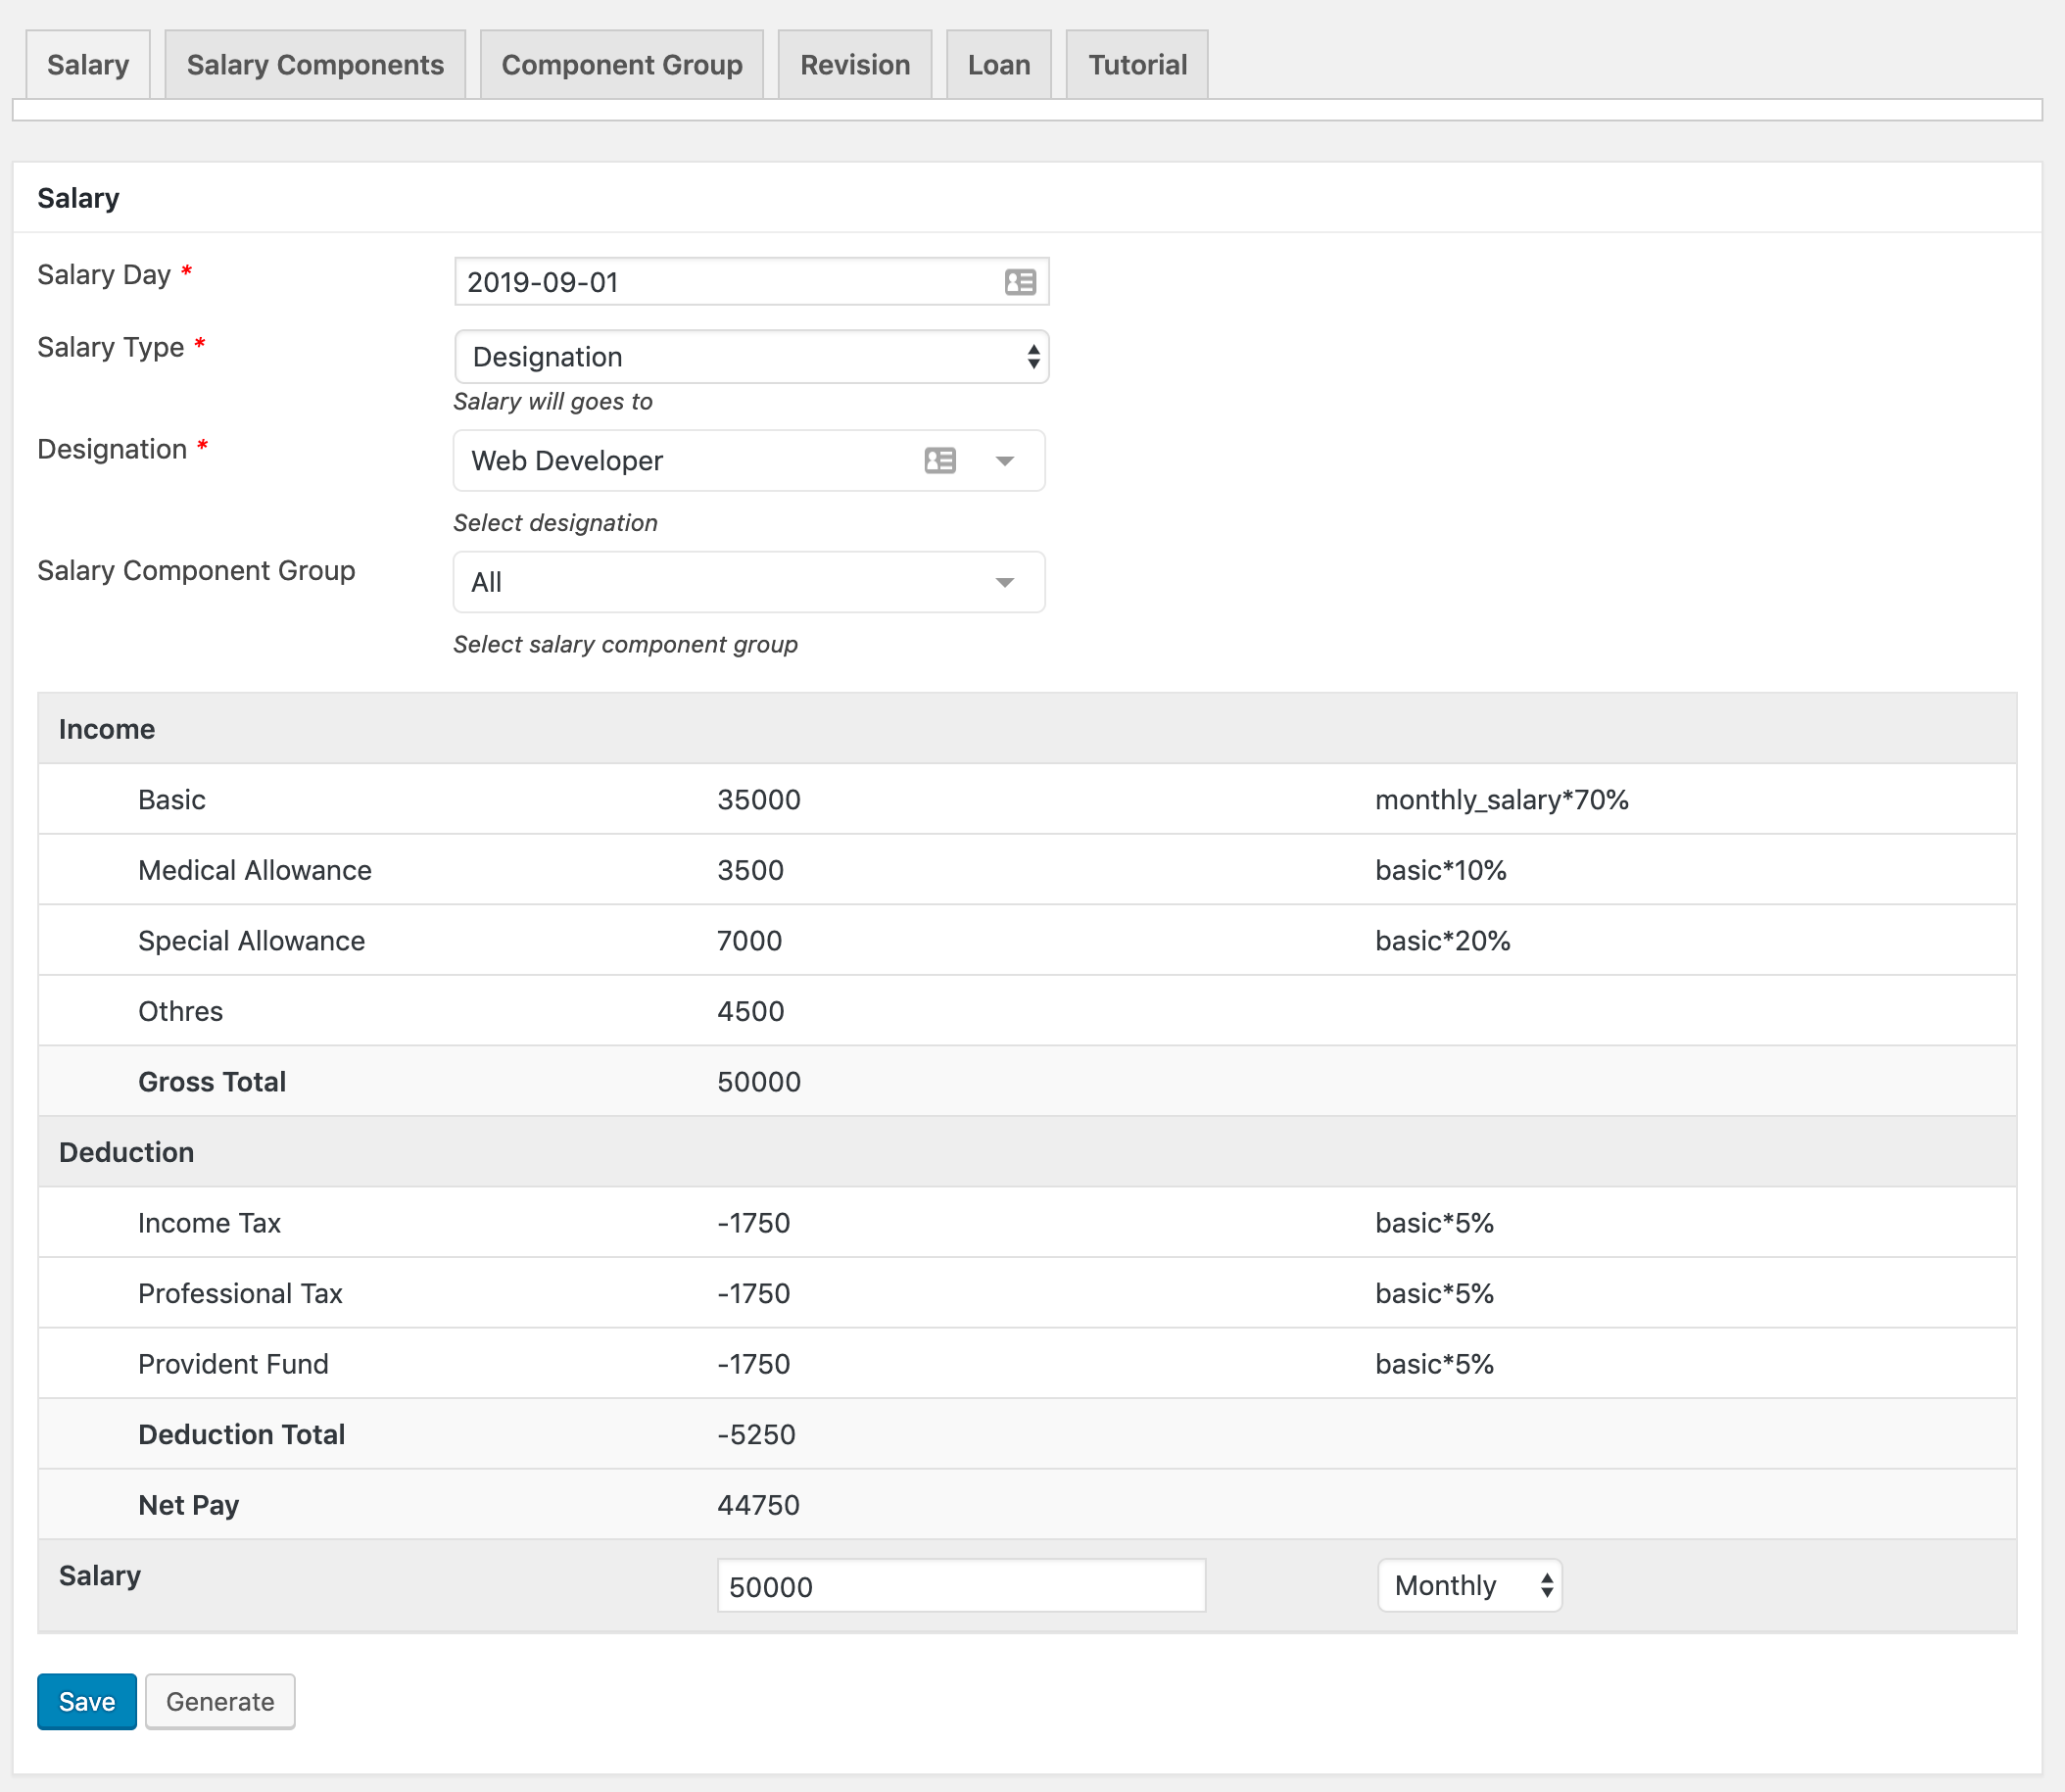 Salary Salary Components Component Group Revision Loan Tutorial
Salary
Salary Day * 2019-09-01
Salary Type * Designation
Salary will goes to
Designation * Web Developer
Select designation
Salary Component Group All
Select salary component group
Income
Basic 35000 monthly_salary*70%
Medical Allowance 3500 basic*10%
Special Allowance 7000 basic*20%
Othres 4500
Gross Total 50000
Deduction
Income Tax -1750 basic*5%
Professional Tax -1750 basic*5%
Provident Fund -1750 basic*5%
Deduction Total -5250
Net Pay 44750
Salary 50000 Monthly
Save Generate